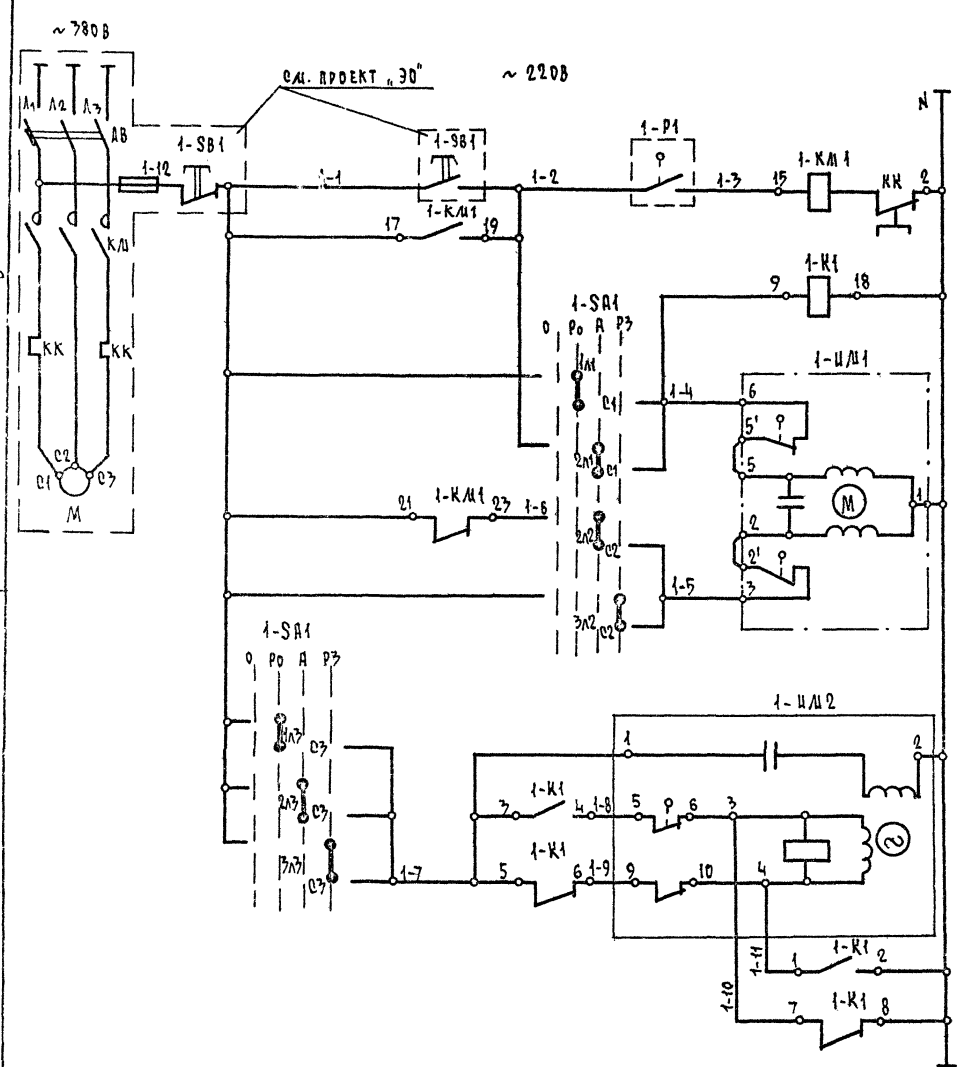 ~ 380В
см. проект „ЭО"
~ 220В
N
Л1 Л2 Л3
АВ
1-12
1-SB1
1-1
1-SB1
1-2
1-Р1
1-3
15
1-КМ1
КК
2
КМ
17
1-КМ1
19
9
1-К1
18
КК
КК
1-SA1
О Ро А РЗ
1л1
С1
1-4
1-ИМ1
6
5'
2л1
С1
5
М
1
С1
С2
С3
М
21
1-КМ1
23
1-6
2л2
С2
2
2'
1-5
3
3л2
С2
1-SA1
О РО А РЗ
1л3
С3
2л3
С3
3л3
С3
1-7
1-ИМ2
1
2
3
1-К1
4
1-8
5
6
3
5
1-К1
6
1-9
9
10
4
1-11
1
1-К1
2
1-10
7
1-К1
8